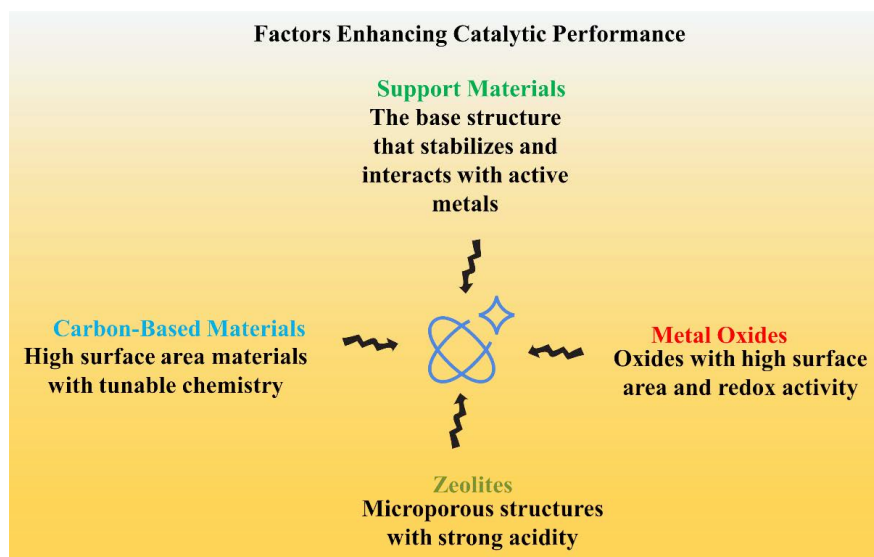 Factors Enhancing Catalytic Performance
Support Materials
The base structure
that stabilizes and
interacts with active
metals
Carbon-Based Materials
High surface area materials
with tunable chemistry
Metal Oxides
Oxides with high surface
area and redox activity
Zeolites
Microporous structures
with strong acidity